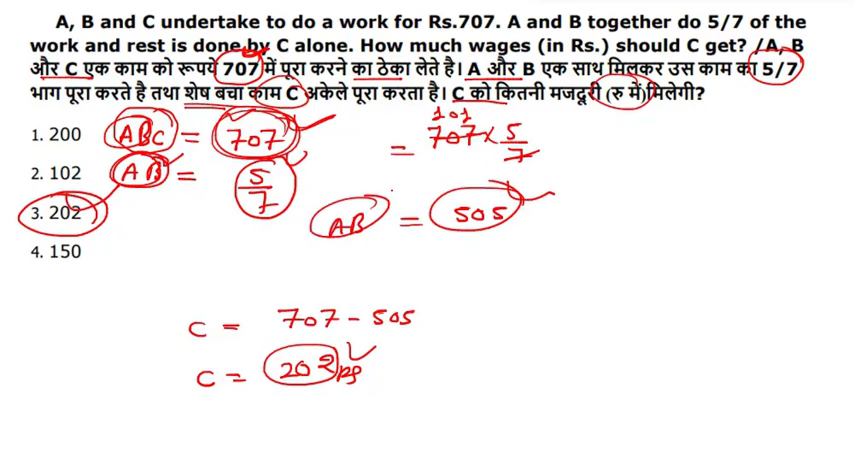 A, B and C undertake to do a work for Rs.707. A and B together do 5/7 of the
work and rest is done by C alone. How much wages (in Rs.) should C get? /A, B
और C एक काम को रूपये 707 में पूरा करने का ठेका लेते है। A और B एक साथ मिलकर उस काम का 5/7
भाग पूरा करते है तथा शेष बचा काम C अकेले पूरा करता है। C को कितनी मजदूरी (रु में)मिलेगी?
1. 200
ABC = 707
101
= 707 × 5/7
2. 102
AB = 5/7
3. 202
AB = 505
4. 150
C = 707 - 505
C = 202 Rs